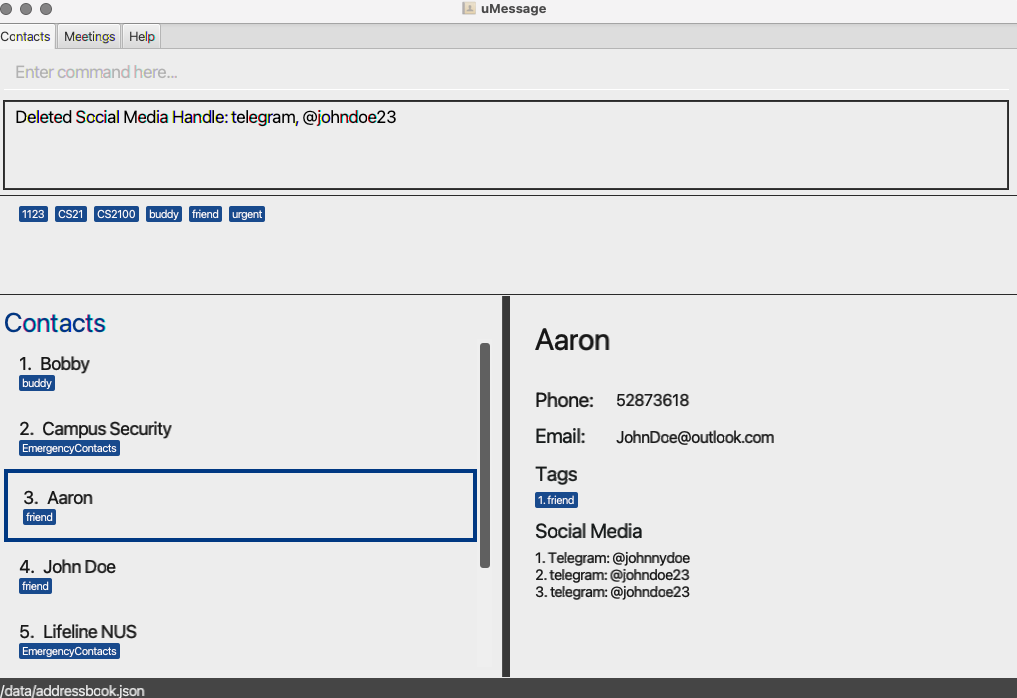 uMessage
Contacts Meetings Help
Enter command here...
Deleted Social Media Handle: telegram, @johndoe23
1123 CS21 CS2100 buddy friend urgent
Contacts
1. Bobby
buddy
2. Campus Security
EmergencyContacts
3. Aaron
friend
4. John Doe
friend
5. Lifeline NUS
EmergencyContacts
Aaron
Phone: 52873618
Email: JohnDoe@outlook.com
Tags
1. friend
Social Media
1. Telegram: @johnnydoe
2. telegram: @johndoe23
3. telegram: @johndoe23
/data/addressbook.json